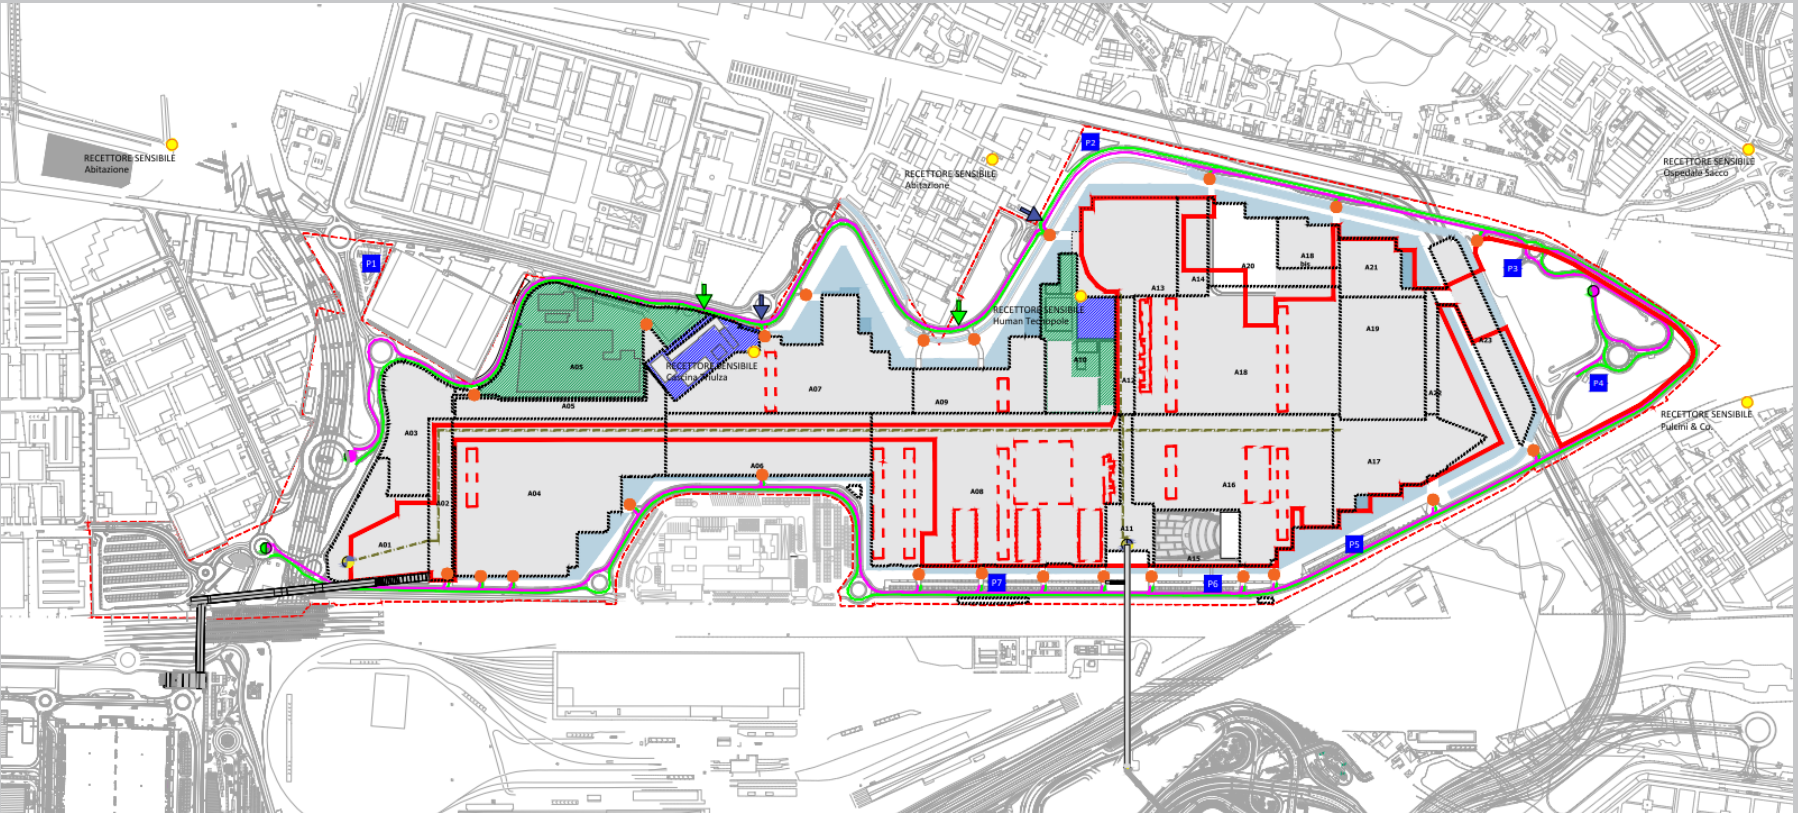 P2
RECETTORE SENSIBILE
Abitazione
RECETTORE SENSIBILE
Abitazione
RECETTORE SENSIBILE
Ospedale Sacco
P1
A20
A18
bis
A21
P3
A14
A13
RECETTORE SENSIBILE
Human Technopole
A19
A23
A05
RECETTORE SENSIBILE
Cascina Triulza
A10
A18
A12
P4
A07
A05
A09
RECETTORE SENSIBILE
Pulcini & Co.
A03
A06
A17
A04
A08
A16
A02
A11
A01
P5
A15
P7
P6